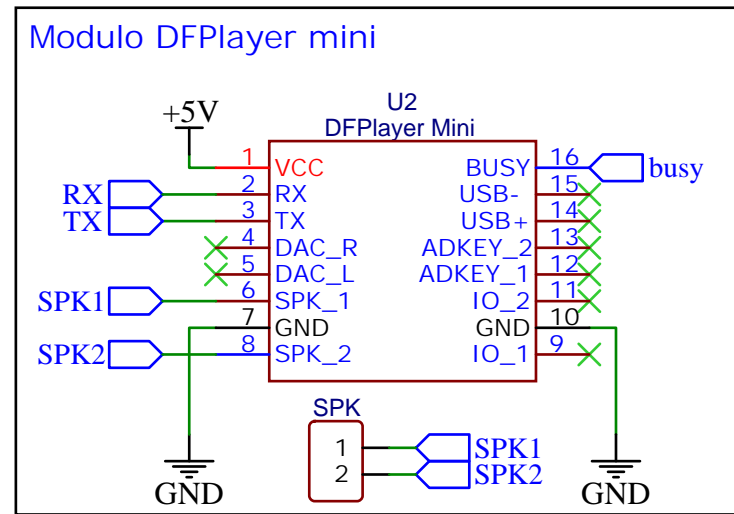 Modulo DFPlayer mini
U2
DFPlayer Mini
+5V
1 VCC BUSY 16 busy
RX 2 RX USB- 15
TX 3 TX USB+ 14
4 DAC_R ADKEY_2 13
5 DAC_L ADKEY_1 12
SPK1 6 SPK_1 IO_2 11
7 GND GND 10
SPK2 8 SPK_2 IO_1 9
SPK
1 SPK1
2 SPK2
GND GND